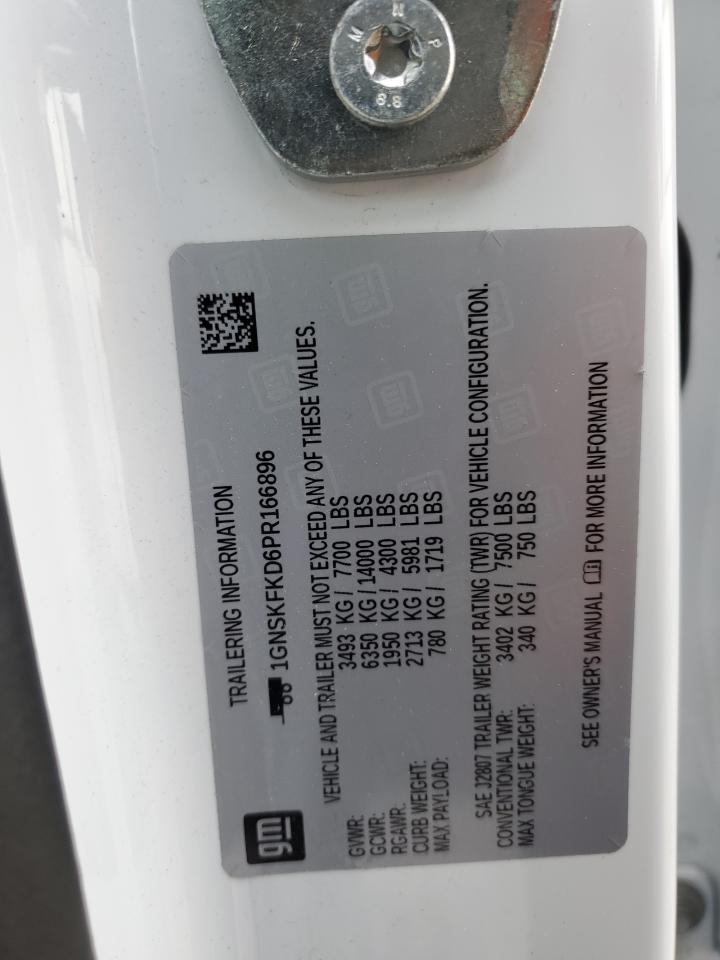 M N P
8.8
gm
TRAILERING INFORMATION
1GNSKFKD6PR166896
VEHICLE AND TRAILER MUST NOT EXCEED ANY OF THESE VALUES.
GVWR: 3493 KG / 7700 LBS
GCWR: 6350 KG / 14000 LBS
RGAWR: 1950 KG / 4300 LBS
CURB WEIGHT: 2713 KG / 5981 LBS
MAX PAYLOAD: 780 KG / 1719 LBS
SAE J2807 TRAILER WEIGHT RATING (TWR) FOR VEHICLE CONFIGURATION.
CONVENTIONAL TWR: 3402 KG / 7500 LBS
MAX TONGUE WEIGHT: 340 KG / 750 LBS
SEE OWNER'S MANUAL FOR MORE INFORMATION